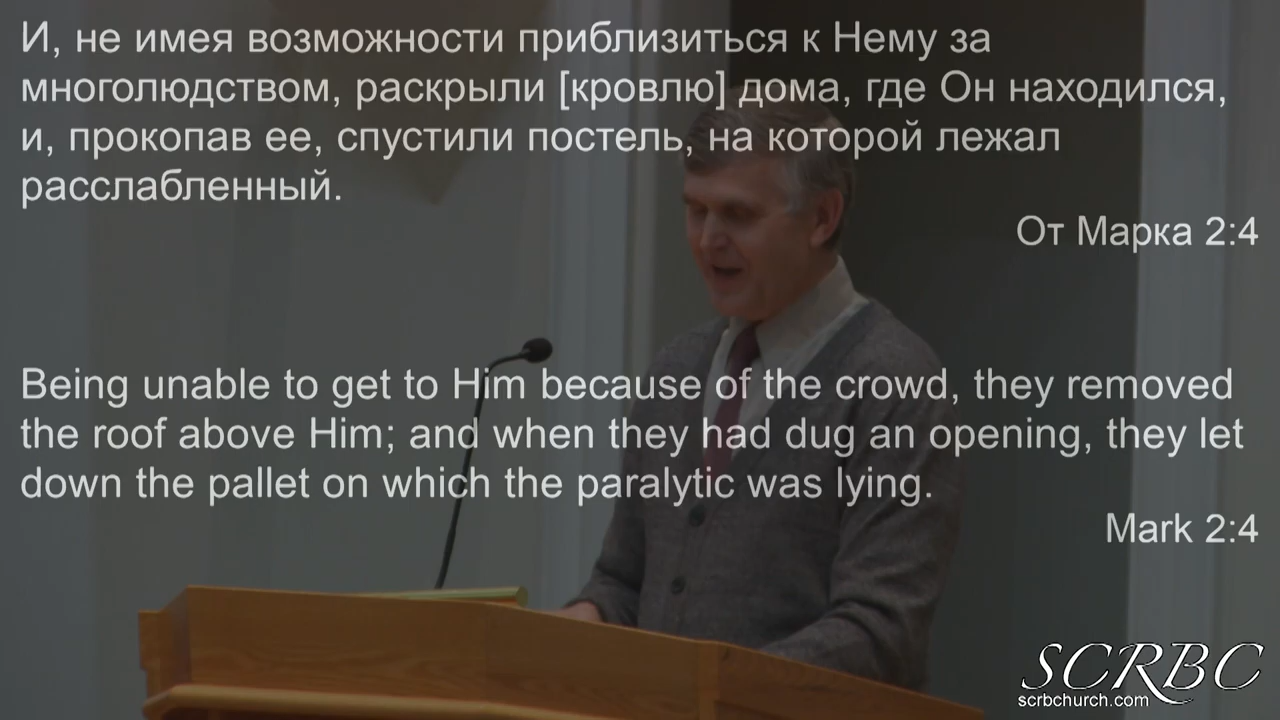 И, не имея возможности приблизиться к Нему за
многолюдством, раскрыли [кровлю] дома, где Он находился,
и, прокопав ее, спустили постель, на которой лежал
расслабленный.
От Марка 2:4
Being unable to get to Him because of the crowd, they removed
the roof above Him; and when they had dug an opening, they let
down the pallet on which the paralytic was lying.
Mark 2:4
SCRBC
scrbchurch.com